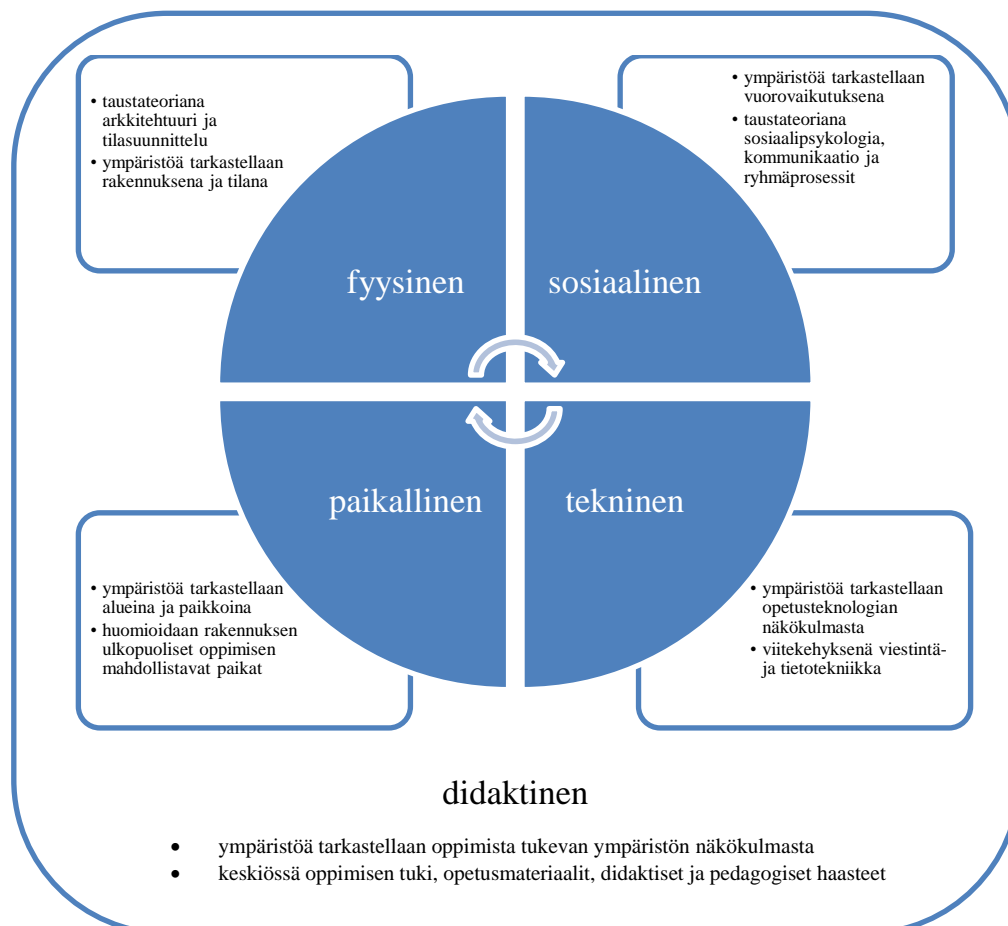 • taustateoriana
arkkitehtuuri ja
tilasuunnittelu
• ympäristöä tarkastellaan
rakennuksena ja tilana
• ympäristöä tarkastellaan
vuorovaikutuksena
• taustateoriana
sosiaalipsykologia,
kommunikaatio ja
ryhmäprosessit
fyysinen
sosiaalinen
paikallinen
tekninen
• ympäristöä tarkastellaan
alueina ja paikkoina
• huomioidaan rakennuksen
ulkopuoliset oppimisen
mahdollistavat paikat
• ympäristöä tarkastellaan
opetusteknologian
näkökulmasta
• viitekehyksenä viestintä-
ja tietotekniikka
didaktinen
• ympäristöä tarkastellaan oppimista tukevan ympäristön näkökulmasta
• keskiössä oppimisen tuki, opetusmateriaalit, didaktiset ja pedagogiset haasteet